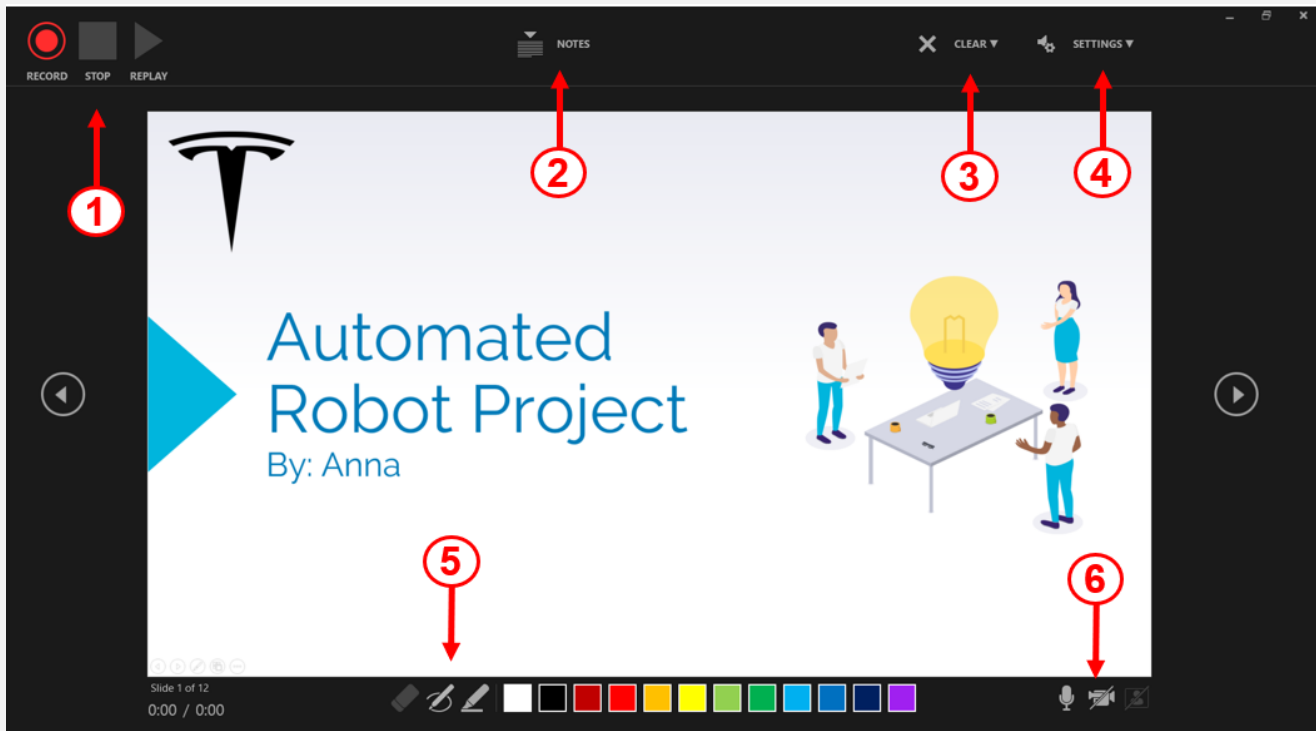 RECORD STOP REPLAY
NOTES
CLEAR ▼
SETTINGS ▼
1
2
3
4
Automated
Robot Project
By: Anna
5
6
Slide 1 of 12
0:00 / 0:00